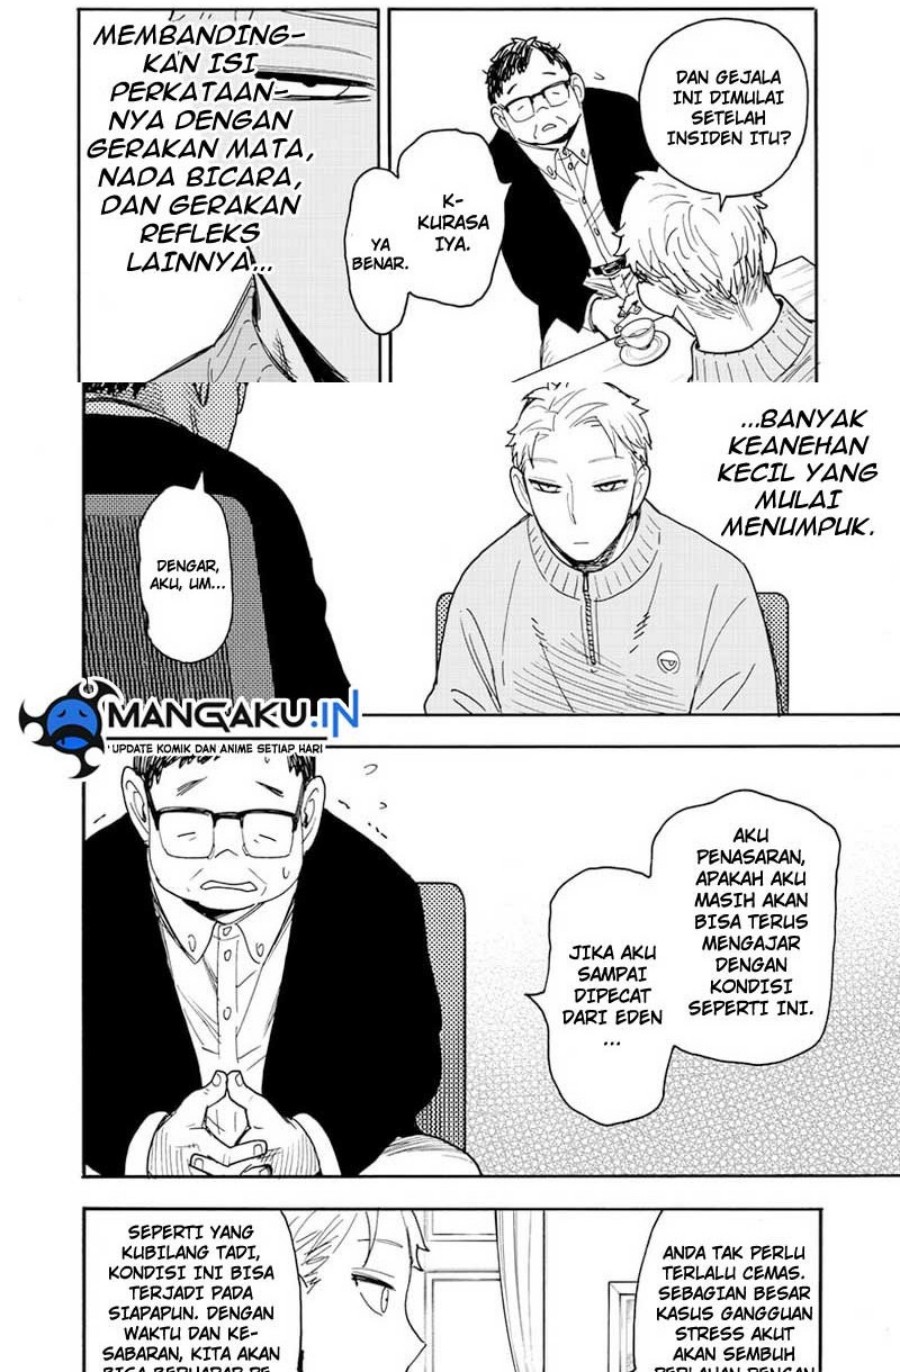 DAN GEJALA
INI DIMULAI
SETELAH
INSIDEN ITU?
K-
KURASA
IYA.
YA
BENAR.
MEMBANDING-
KAN ISI
PERKATAAN-
NYA DENGAN
GERAKAN MATA,
NADA BICARA,
DAN GERAKAN
REFLEKS
LAINNYA...
...BANYAK
KEANEHAN
KECIL YANG
MULAI
MENUMPUK.
DENGAR,
AKU, UM...
MANGAKU.IN
UPDATE KOMIK DAN ANIME SETIAP HARI
AKU
PENASARAN,
APAKAH AKU
MASIH AKAN
BISA TERUS
MENGAJAR
DENGAN
KONDISI
SEPERTI INI.
JIKA AKU
SAMPAI
DIPECAT
DARI EDEN
...
ANDA TAK PERLU
TERLALU CEMAS.
SEBAGIAN BESAR
KASUS GANGGUAN
STRESS AKUT
AKAN SEMBUH
PERLAHAN DENGAN
SEPERTI YANG
KUBILANG TADI,
KONDISI INI BISA
TERJADI PADA
SIAPAPUN. DENGAN
WAKTU DAN KE-
SABARAN, KITA AKAN
BISA BERHARAP